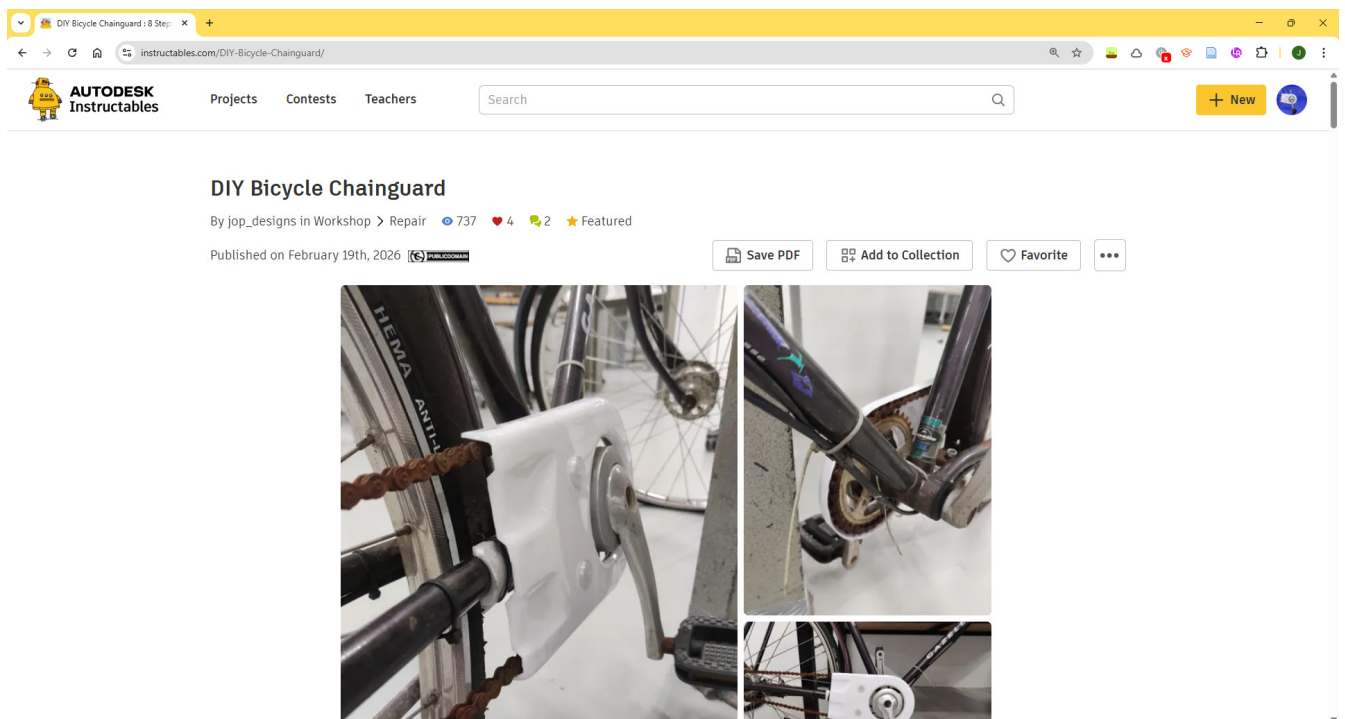 DIY Bicycle Chainguard : 8 Step
instructables.com/DIY-Bicycle-Chainguard/
AUTODESK
Instructables
Projects Contests Teachers Search + New
DIY Bicycle Chainguard
By jop_designs in Workshop > Repair 737 4 2 Featured
Published on February 19th, 2026 PUBLIC DOMAIN
Save PDF Add to Collection Favorite
HEMA ANTI-L